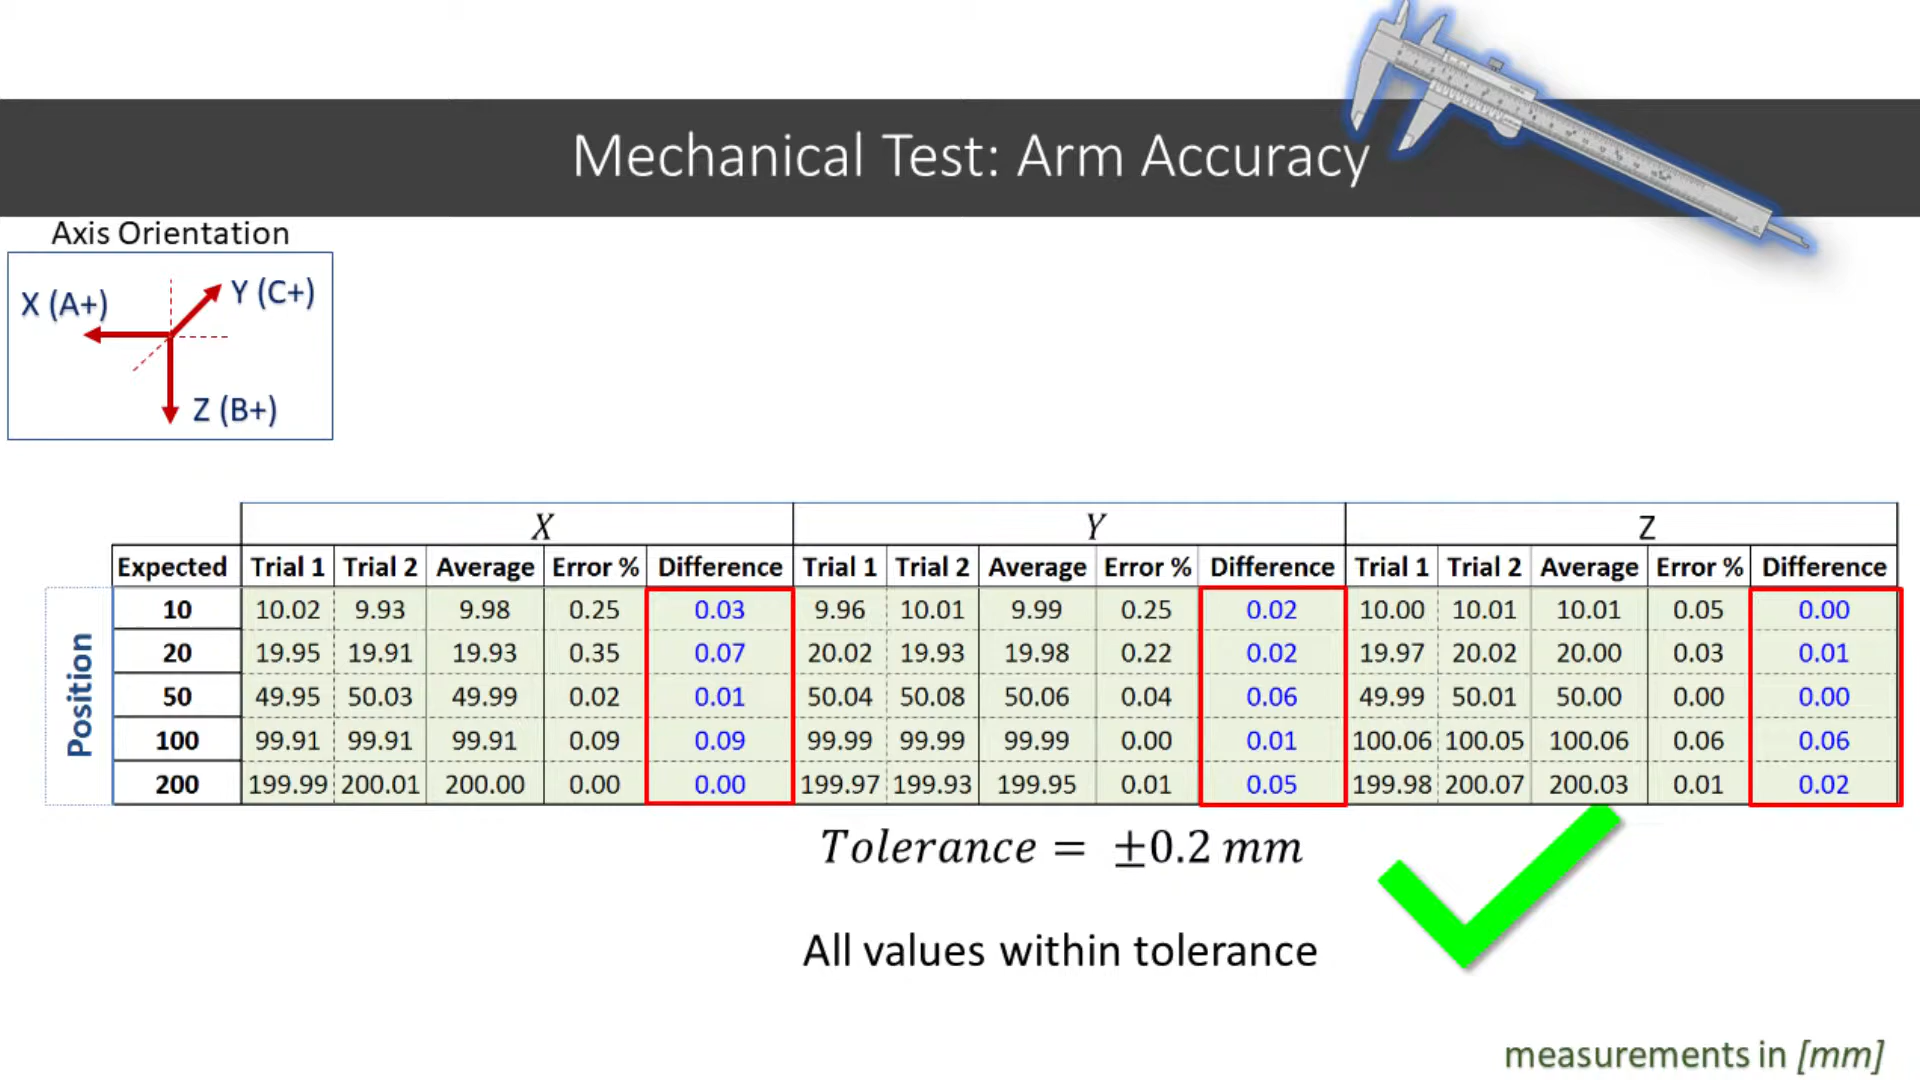 Mechanical Test: Arm Accuracy
Axis Orientation
X (A+)
Y (C+)
Z (B+)
X Y Z
Expected Trial 1 Trial 2 Average Error % Difference Trial 1 Trial 2 Average Error % Difference Trial 1 Trial 2 Average Error % Difference
Position
10 10.02 9.93 9.98 0.25 0.03 9.96 10.01 9.99 0.25 0.02 10.00 10.01 10.01 0.05 0.00
20 19.95 19.91 19.93 0.35 0.07 20.02 19.93 19.98 0.22 0.02 19.97 20.02 20.00 0.03 0.01
50 49.95 50.03 49.99 0.02 0.01 50.04 50.08 50.06 0.04 0.06 49.99 50.01 50.00 0.00 0.00
100 99.91 99.91 99.91 0.09 0.09 99.99 99.99 99.99 0.00 0.01 100.06 100.05 100.06 0.06 0.06
200 199.99 200.01 200.00 0.00 0.00 199.97 199.93 199.95 0.01 0.05 199.98 200.07 200.03 0.01 0.02
Tolerance = ±0.2 mm
All values within tolerance
measurements in [mm]